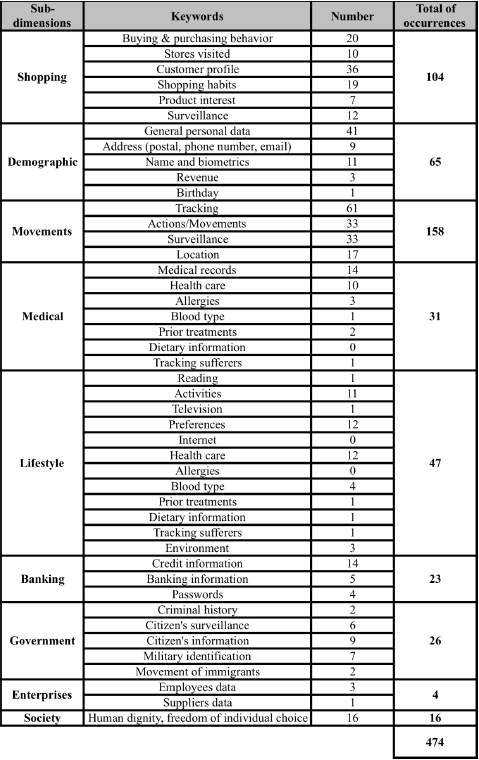 Sub-dimensions Keywords Number Total of occurrences
Shopping 104
Buying & purchasing behavior 20
Stores visited 10
Customer profile 36
Shopping habits 19
Product interest 7
Surveillance 12
Demographic 65
General personal data 41
Address (postal, phone number, email) 9
Name and biometrics 11
Revenue 3
Birthday 1
Movements 158
Tracking 61
Actions/Movements 33
Surveillance 33
Location 17
Medical 31
Medical records 14
Health care 10
Allergies 3
Blood type 1
Prior treatments 2
Dietary information 0
Tracking sufferers 1
Lifestyle 47
Reading 1
Activities 11
Television 1
Preferences 12
Internet 0
Health care 12
Allergies 0
Blood type 4
Prior treatments 1
Dietary information 1
Tracking sufferers 1
Environment 3
Banking 23
Credit information 14
Banking information 5
Passwords 4
Government 26
Criminal history 2
Citizen's surveillance 6
Citizen's information 9
Military identification 7
Movement of immigrants 2
Enterprises 4
Employees data 3
Suppliers data 1
Society Human dignity, freedom of individual choice 16 16
474